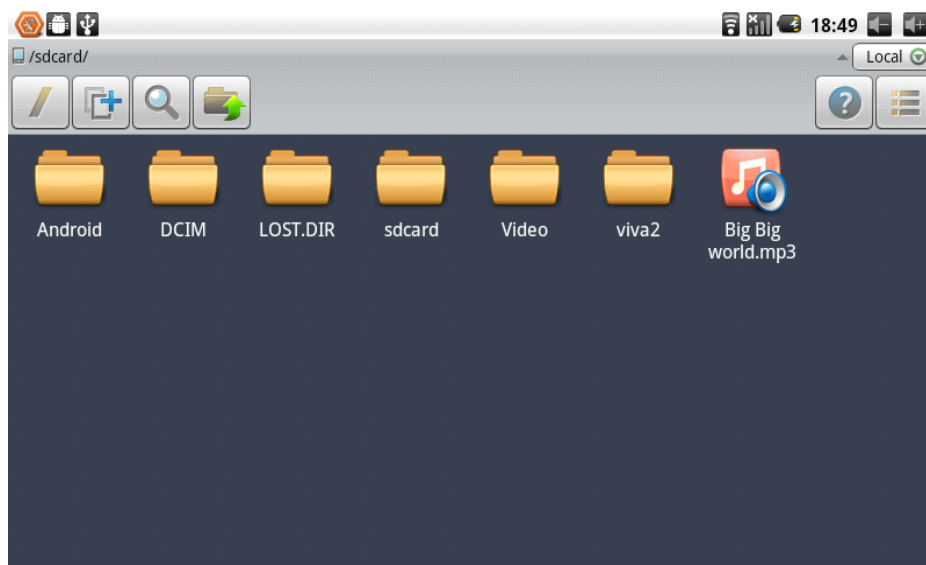 18:49
/sdcard/
Local
Android
DCIM
LOST.DIR
sdcard
Video
viva2
Big Big
world.mp3